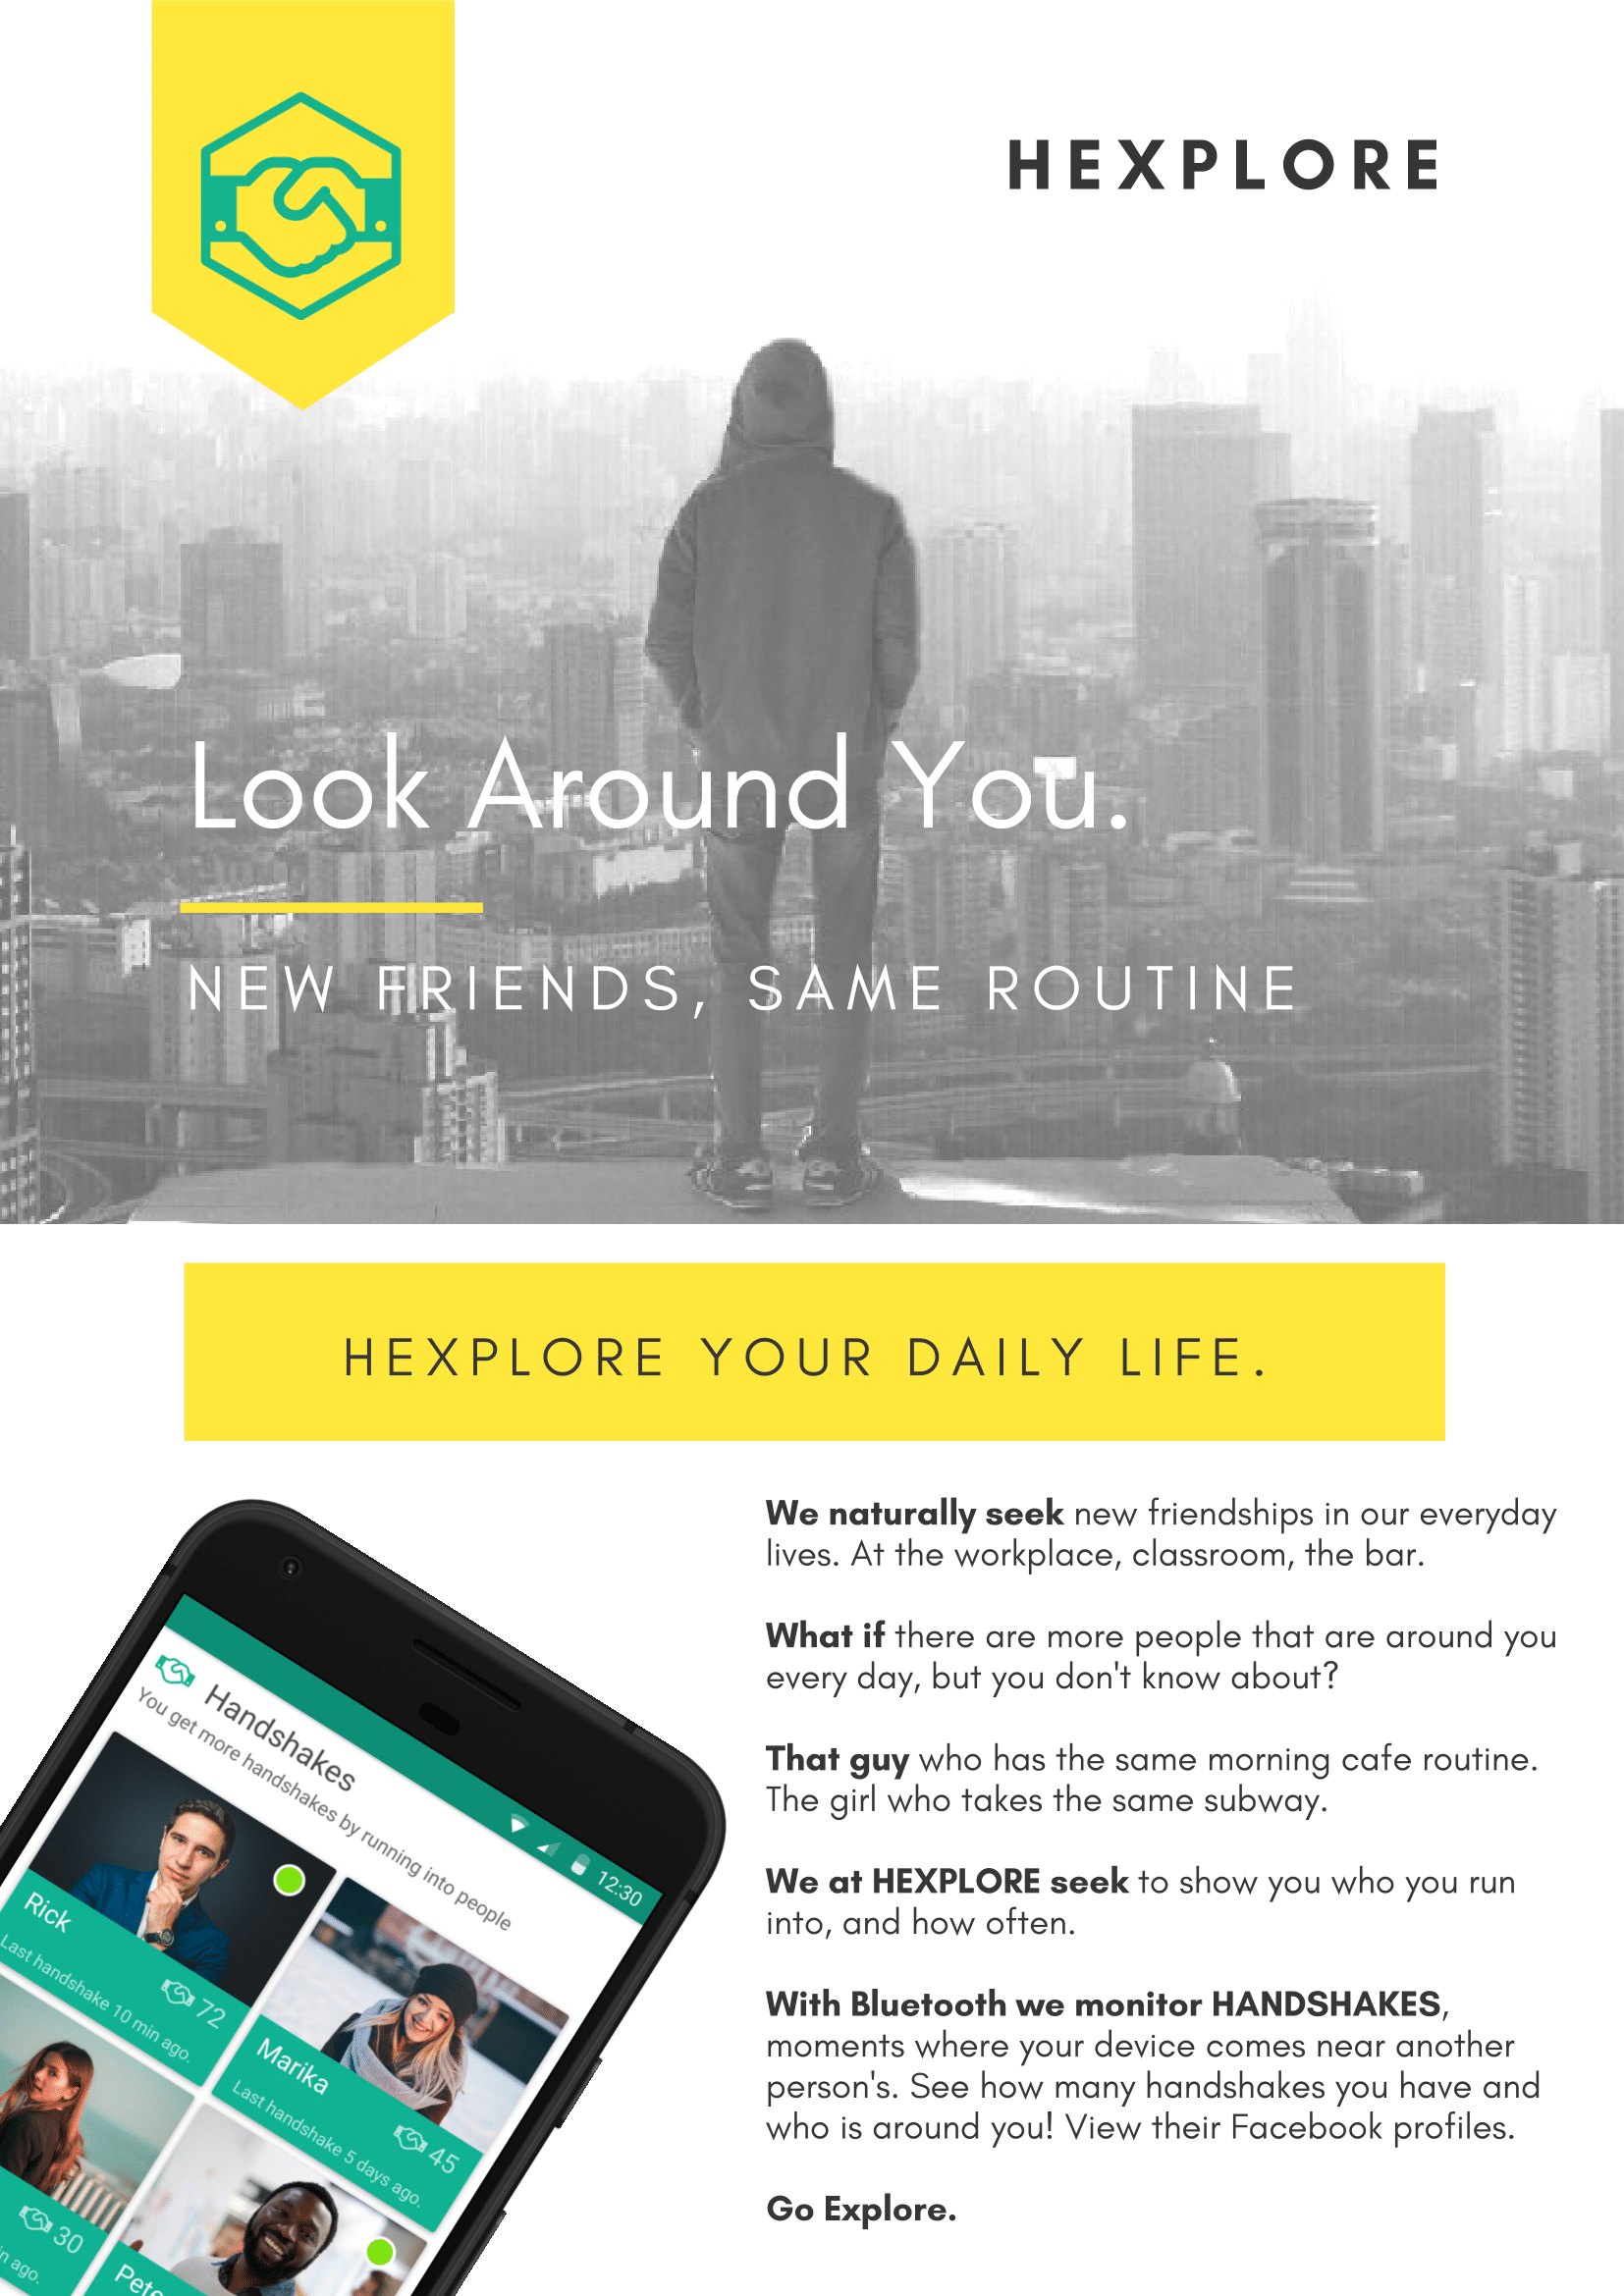 HEXPLORE
Look Around You.
NEW FRIENDS, SAME ROUTINE
HEXPLORE YOUR DAILY LIFE.
We naturally seek new friendships in our everyday
lives. At the workplace, classroom, the bar.
What if there are more people that are around you
every day, but you don't know about?
That guy who has the same morning cafe routine.
The girl who takes the same subway.
We at HEXPLORE seek to show you who you run
into, and how often.
With Bluetooth we monitor HANDSHAKES,
moments where your device comes near another
person's. See how many handshakes you have and
who is around you! View their Facebook profiles.
Go Explore.
12:30
Handshakes
You get more handshakes by running into people
Rick
72
Last handshake 10 min ago.
Marika
45
Last handshake 5 days ago.
30
ago.